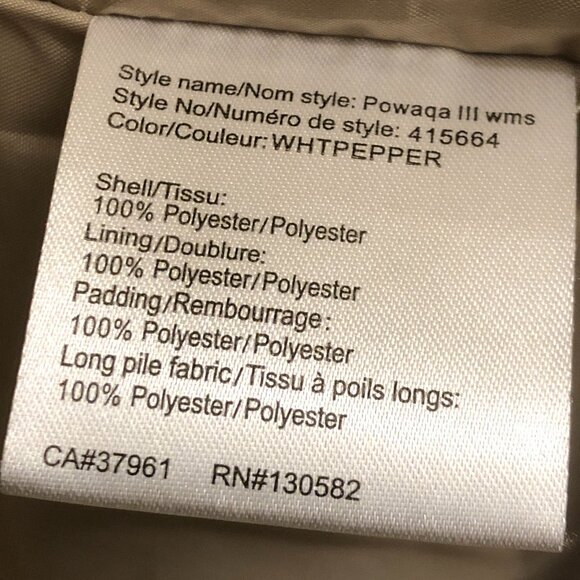 Style name/Nom style: Powaqa III wms
Style No/Numéro de style: 415664
Color/Couleur: WHTPEPPER
Shell/Tissu:
100% Polyester/Polyester
Lining/Doublure:
100% Polyester/Polyester
Padding/Rembourrage:
100% Polyester/Polyester
Long pile fabric/Tissu à poils longs:
100% Polyester/Polyester
CA#37961 RN#130582